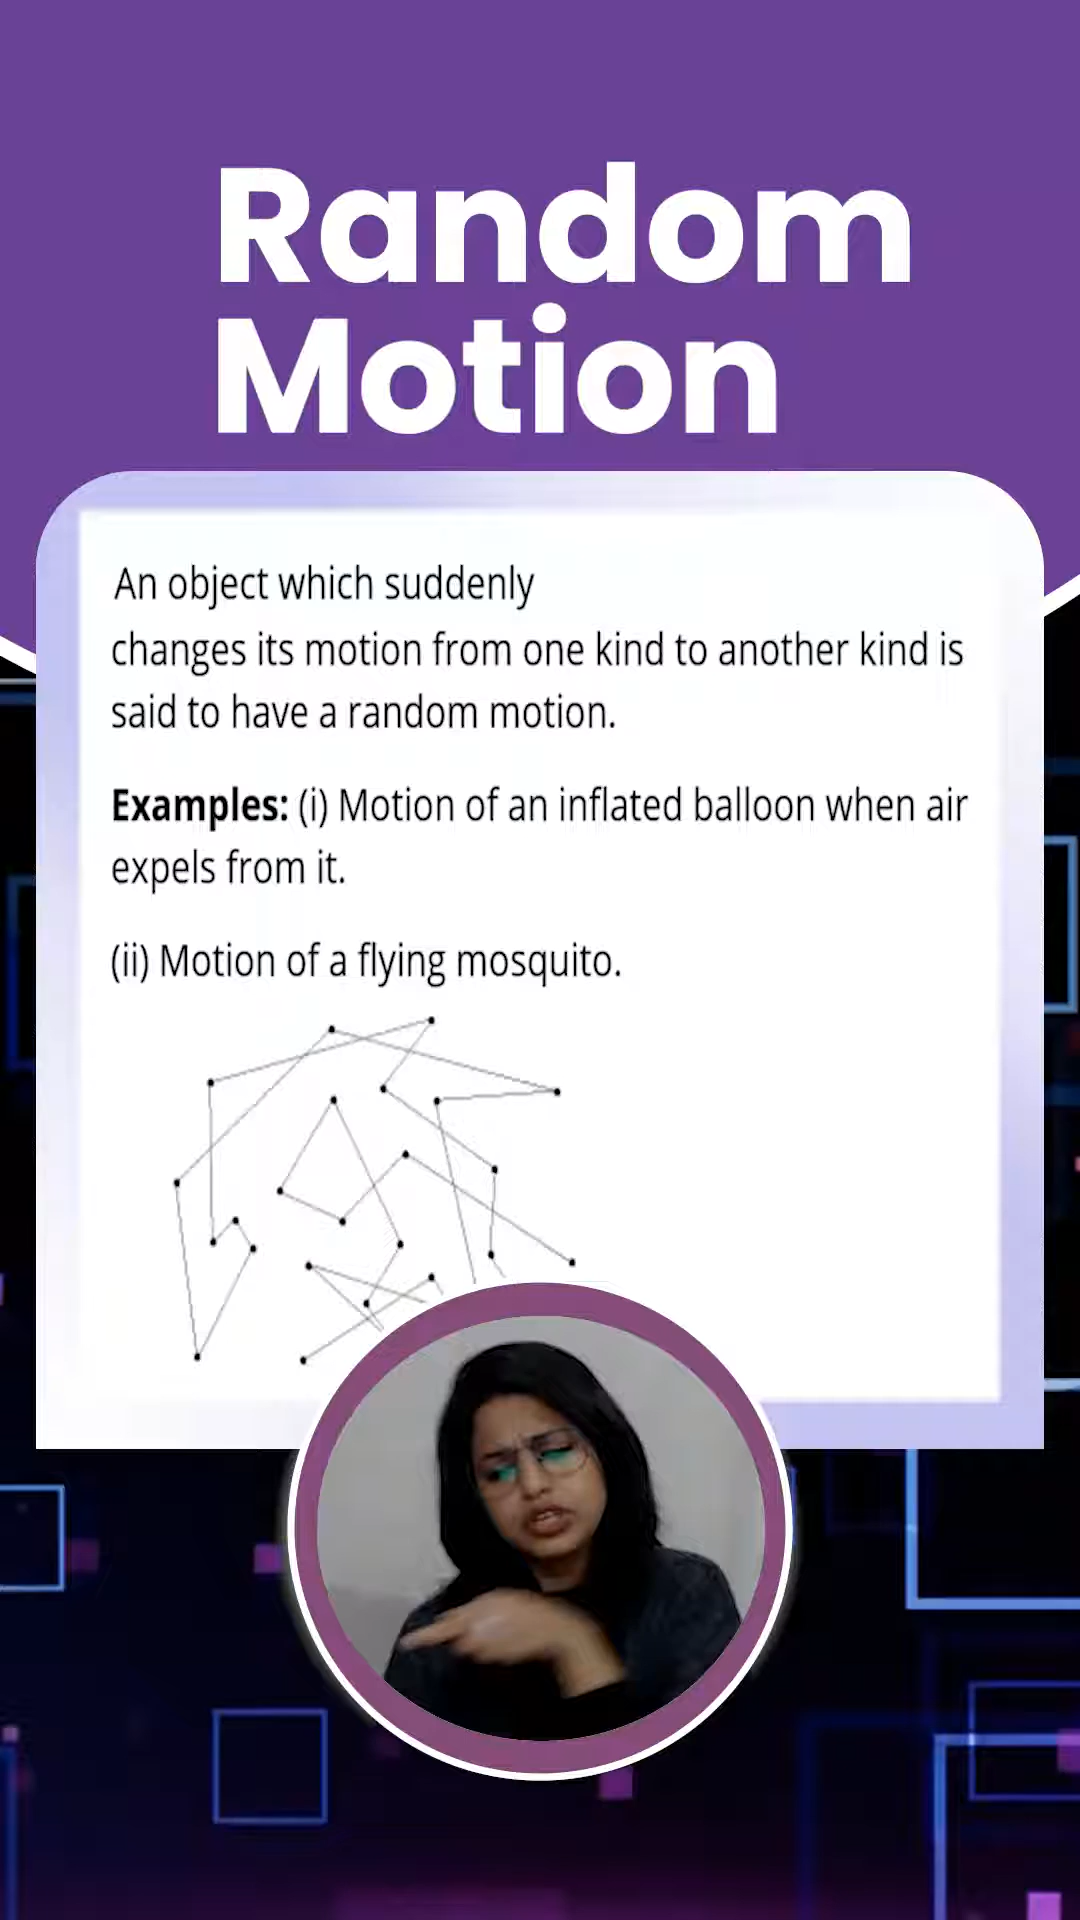 Random
Motion
An object which suddenly
changes its motion from one kind to another kind is
said to have a random motion.
Examples: (i) Motion of an inflated balloon when air
expels from it.
(ii) Motion of a flying mosquito.